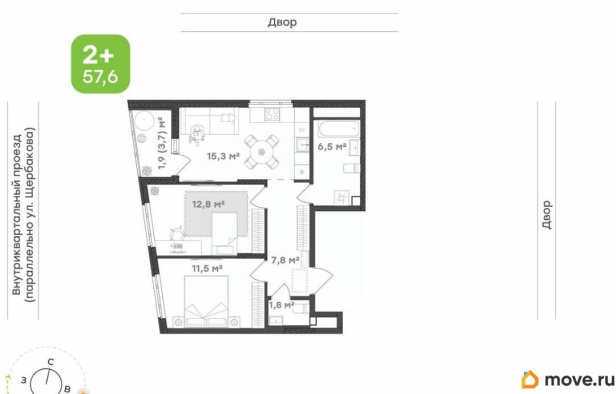 Двор
2+
57,6
Внутриквартальный проезд
(параллельно ул. Щербакова)
1,9 (3,7) м²
15,3 м²
6,5 м²
12,8 м²
7,8 м²
11,5 м²
1,8 м²
Двор
С
З
В
move.ru